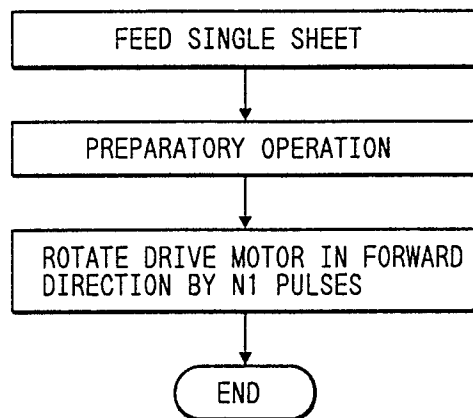 FEED SINGLE SHEET
PREPARATORY OPERATION
ROTATE DRIVE MOTOR IN FORWARD
DIRECTION BY N1 PULSES
END